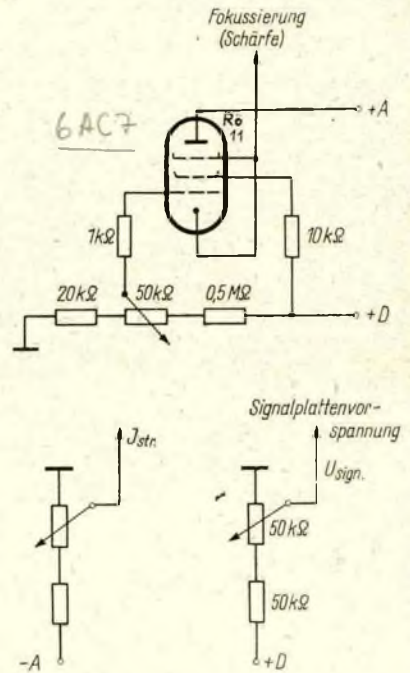 Fokussierung
(Schärfe)
6AC7
Rö
11
+A
1kΩ
10kΩ
20kΩ
50kΩ
0,5MΩ
+D
Jstr.
Signalplattenvor-
spannung
Usign.
50kΩ
50kΩ
-A
+D